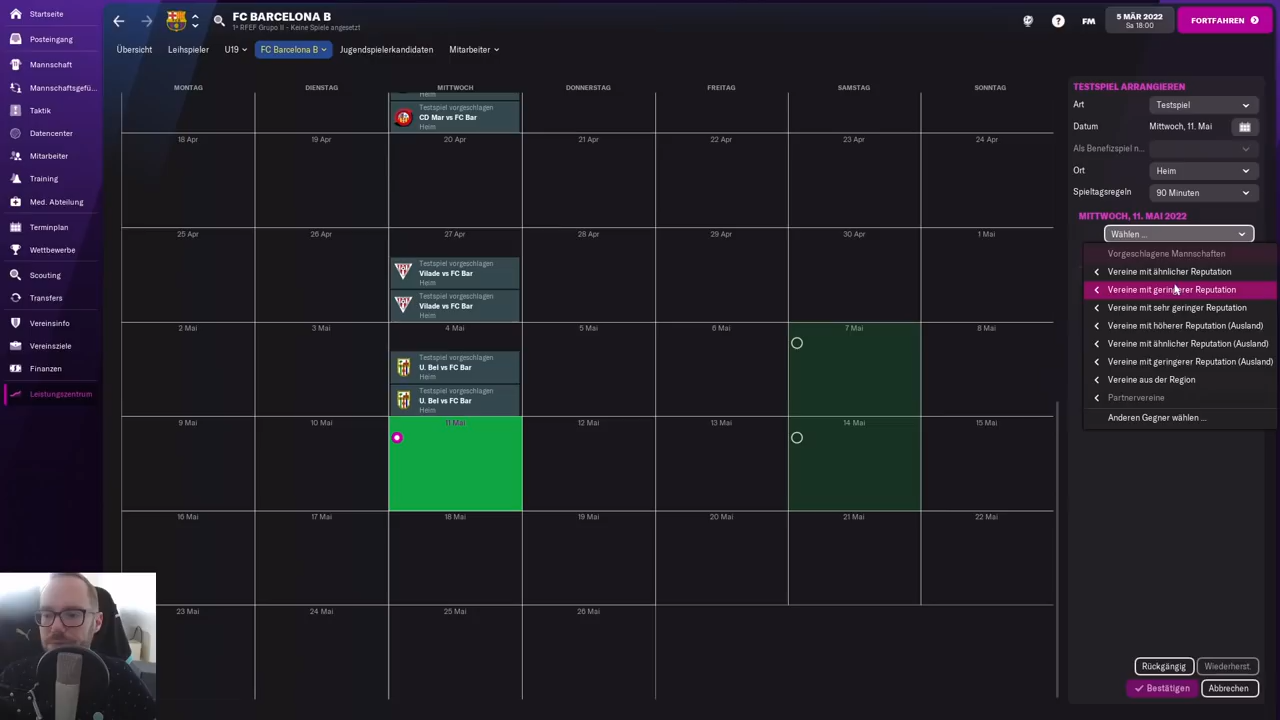 FC BARCELONA B
1ª RFEF Grupo II - Keine Spiele angesetzt
5 MÄR 2022
Sa 18:00
FM
FORTFAHREN
Startseite
Posteingang
Mannschaft
Mannschaftsgefü...
Taktik
Datencenter
Mitarbeiter
Training
Med. Abteilung
Terminplan
Wettbewerbe
Scouting
Transfers
Vereinsinfo
Vereinsziele
Finanzen
Leistungszentrum
Übersicht
Leihspieler
U19
FC Barcelona B
Jugendspielerkandidaten
Mitarbeiter
MONTAG
DIENSTAG
MITTWOCH
DONNERSTAG
FREITAG
SAMSTAG
SONNTAG
Heim
Testspiel vorgeschlagen
CD Mar vs FC Bar
Heim
18 Apr
19 Apr
20 Apr
21 Apr
22 Apr
23 Apr
24 Apr
25 Apr
26 Apr
27 Apr
28 Apr
29 Apr
30 Apr
1 Mai
Testspiel vorgeschlagen
Vilade vs FC Bar
Heim
Testspiel vorgeschlagen
Vilade vs FC Bar
Heim
2 Mai
3 Mai
4 Mai
5 Mai
6 Mai
7 Mai
8 Mai
Testspiel vorgeschlagen
U. Bel vs FC Bar
Heim
Testspiel vorgeschlagen
U. Bel vs FC Bar
Heim
9 Mai
10 Mai
11 Mai
12 Mai
13 Mai
14 Mai
15 Mai
16 Mai
17 Mai
18 Mai
19 Mai
20 Mai
21 Mai
22 Mai
23 Mai
24 Mai
25 Mai
26 Mai
TESTSPIEL ARRANGIEREN
Art
Testspiel
Datum
Mittwoch, 11. Mai
Als Benefizspiel n...
Ort
Heim
Spieltagsregeln
90 Minuten
MITTWOCH, 11. MAI 2022
Wählen ...
Vorgeschlagene Mannschaften
Vereine mit ähnlicher Reputation
Vereine mit geringerer Reputation
Vereine mit sehr geringer Reputation
Vereine mit höherer Reputation (Ausland)
Vereine mit ähnlicher Reputation (Ausland)
Vereine mit geringerer Reputation (Ausland)
Vereine aus der Region
Partnervereine
Anderen Gegner wählen ...
Rückgängig
Wiederherst.
Bestätigen
Abbrechen